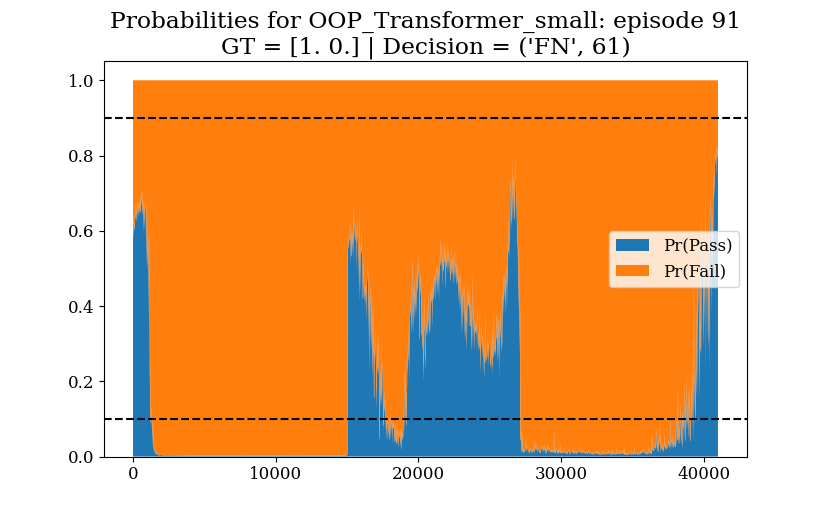 Probabilities for OOP_Transformer_small: episode 91
GT = [1. 0.] | Decision = ('FN', 61)
1.0
0.8
0.6
0.4
0.2
0.0
Pr(Pass)
Pr(Fail)
0 10000 20000 30000 40000